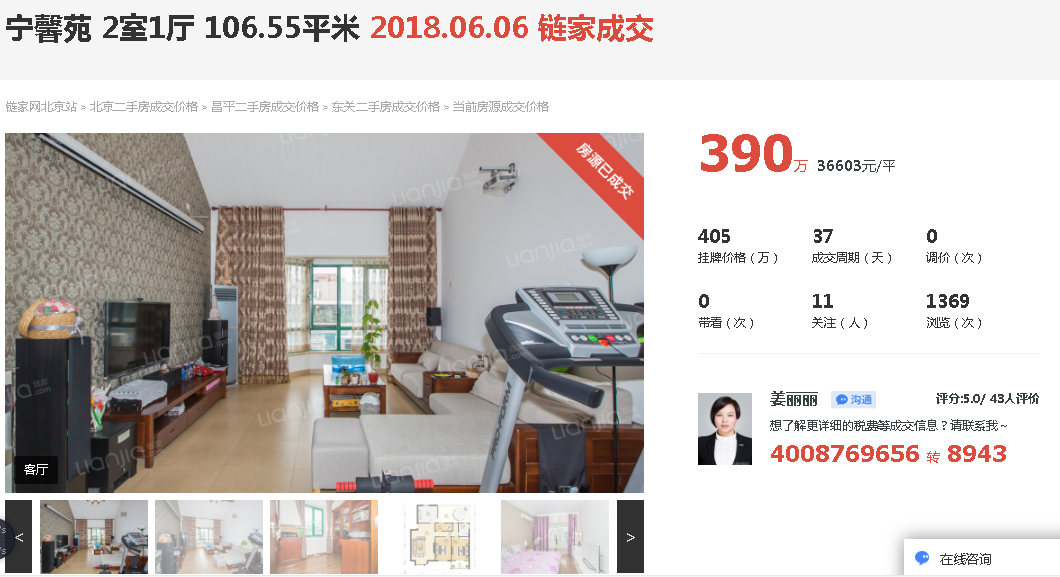 宁馨苑 2室1厅 106.55平米 2018.06.06 链家成交
链家网北京站 > 北京二手房成交价格 > 昌平二手房成交价格 > 东关二手房成交价格 > 当前房源成交价格
房源已成交
lianjia
lianjia
lianjia
lianjia
lianjia
lianjia
客厅
<
>
390万 36603元/平
405 37 0
挂牌价格（万） 成交周期（天） 调价（次）
0 11 1369
带看（次） 关注（人） 浏览（次）
姜丽丽 沟通 评分:5.0/ 43人评价
想了解更详细的税费等成交信息？请联系我~
4008769656 转 8943
在线咨询